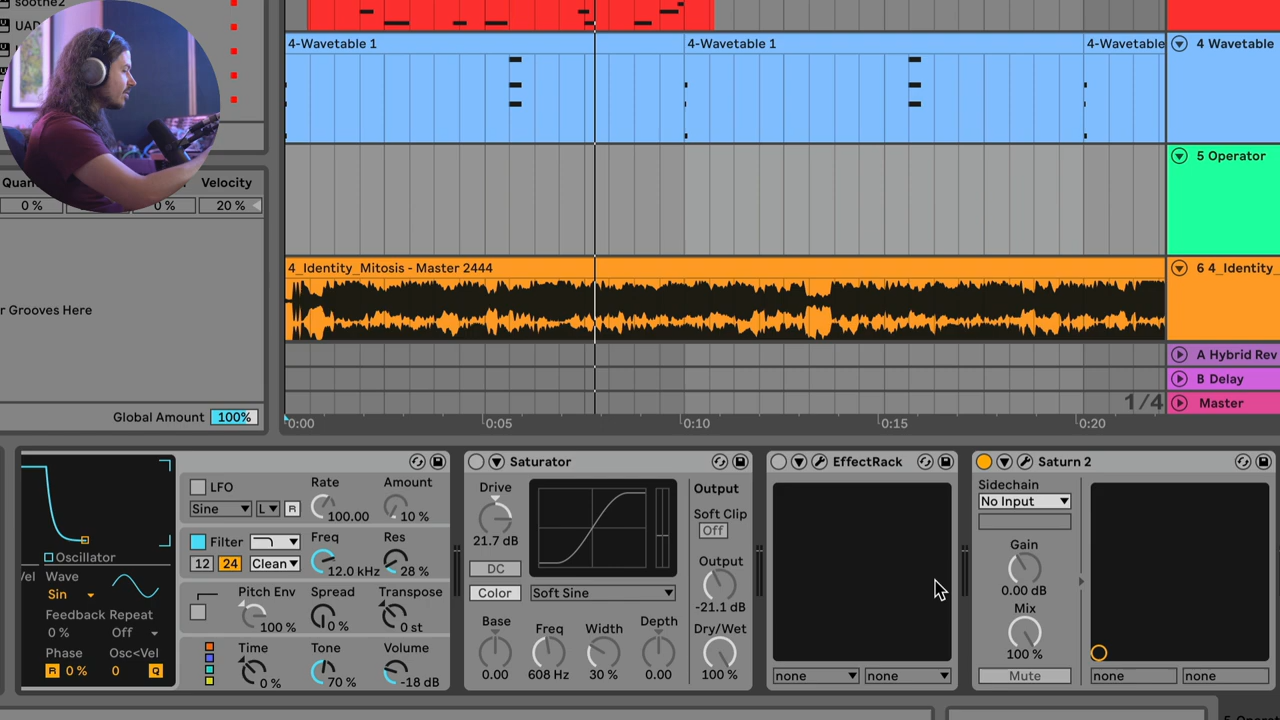 soothe2
UAD
4-Wavetable 1
4-Wavetable 1
4-Wavetable
4 Wavetable
5 Operator
Velocity
0 %
0 %
20 %
r Grooves Here
4_Identity_Mitosis - Master 2444
6 4_Identity_
A Hybrid Rev
B Delay
1/4
Master
Global Amount
100%
0:00
0:05
0:10
0:15
0:20
LFO
Rate
Amount
Sine
L
R
100.00
10 %
Filter
Freq
Res
12
24
Clean
12.0 kHz
28 %
Oscillator
Wave
Sin
Feedback
Repeat
0 %
Off
Phase
Osc<Vel
R
0 %
0
Q
Pitch Env
Spread
Transpose
100 %
0 %
0 st
Time
Tone
Volume
0 %
70 %
-18 dB
Saturator
Drive
21.7 dB
DC
Color
Soft Sine
Base
Freq
Width
Depth
0.00
608 Hz
30 %
0.00
Output
Soft Clip
Off
Output
-21.1 dB
Dry/Wet
100 %
EffectRack
none
none
Saturn 2
Sidechain
No Input
Gain
0.00 dB
Mix
100 %
Mute
none
none